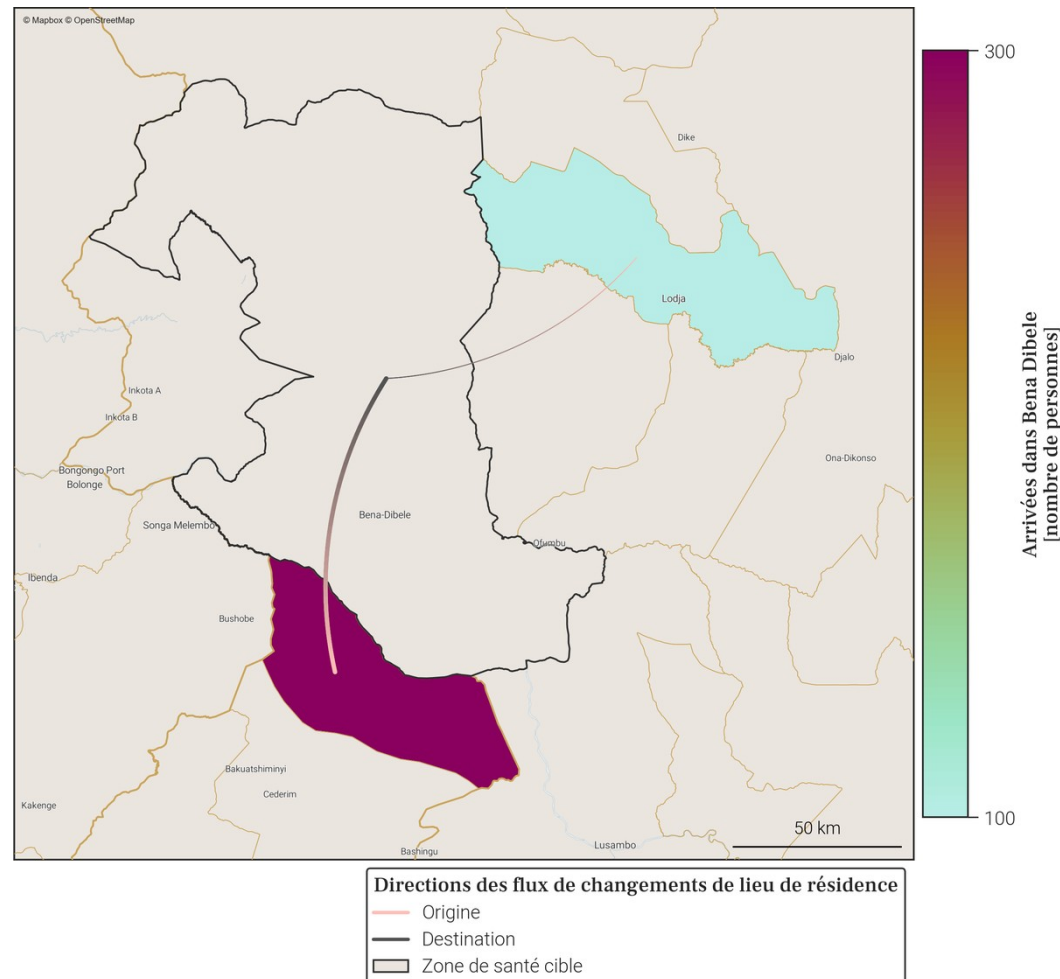 © Mapbox © OpenStreetMap
Dike
Lodja
Djalo
Inkota A
Inkota B
Ona-Dikonso
Bongongo Port
Bolonge
Bena-Dibele
Songa Melembo
Ofumbu
Ibenda
Bushobe
Bakuatshiminyi
Cederim
Kakenge
50 km
Bashingu
Lusambo
300
100
Arrivées dans Bena Dibele
[nombre de personnes]
Directions des flux de changements de lieu de résidence
Origine
Destination
Zone de santé cible